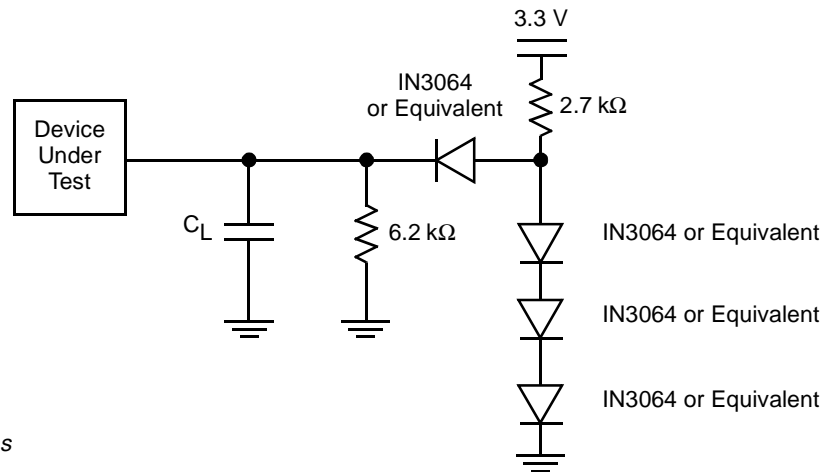 3.3 V
IN3064
or Equivalent
2.7 kΩ
Device
Under
Test
CL
6.2 kΩ
IN3064 or Equivalent
IN3064 or Equivalent
IN3064 or Equivalent
s